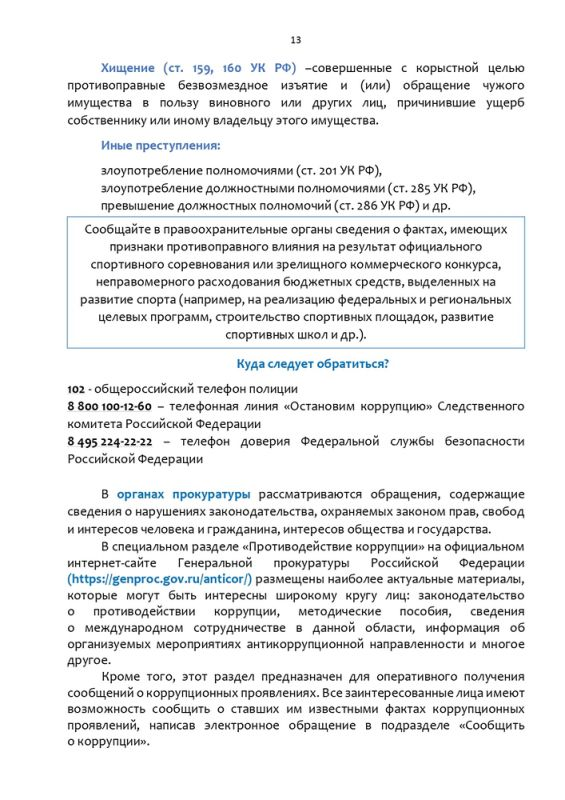 13
Хищение (ст. 159, 160 УК РФ) –совершенные с корыстной целью
противоправные безвозмездное изъятие и (или) обращение чужого
имущества в пользу виновного или других лиц, причинившие ущерб
собственнику или иному владельцу этого имущества.
Иные преступления:
злоупотребление полномочиями (ст. 201 УК РФ),
злоупотребление должностными полномочиями (ст. 285 УК РФ),
превышение должностных полномочий (ст. 286 УК РФ) и др.
Сообщайте в правоохранительные органы сведения о фактах, имеющих
признаки противоправного влияния на результат официального
спортивного соревнования или зрелищного коммерческого конкурса,
неправомерного расходования бюджетных средств, выделенных на
развитие спорта (например, на реализацию федеральных и региональных
целевых программ, строительство спортивных площадок, развитие
спортивных школ и др.).
Куда следует обратиться?
102 - общероссийский телефон полиции
8 800 100-12-60 – телефонная линия «Остановим коррупцию» Следственного
комитета Российской Федерации
8 495 224-22-22 – телефон доверия Федеральной службы безопасности
Российской Федерации
В органах прокуратуры рассматриваются обращения, содержащие
сведения о нарушениях законодательства, охраняемых законом прав, свобод
и интересов человека и гражданина, интересов общества и государства.
В специальном разделе «Противодействие коррупции» на официальном
интернет-сайте Генеральной прокуратуры Российской Федерации
(https://genproc.gov.ru/anticor/) размещены наиболее актуальные материалы,
которые могут быть интересны широкому кругу лиц: законодательство
о противодействии коррупции, методические пособия, сведения
о международном сотрудничестве в данной области, информация об
организуемых мероприятиях антикоррупционной направленности и многое
другое.
Кроме того, этот раздел предназначен для оперативного получения
сообщений о коррупционных проявлениях. Все заинтересованные лица имеют
возможность сообщить о ставших им известными фактах коррупционных
проявлений, написав электронное обращение в подразделе «Сообщить
о коррупции».